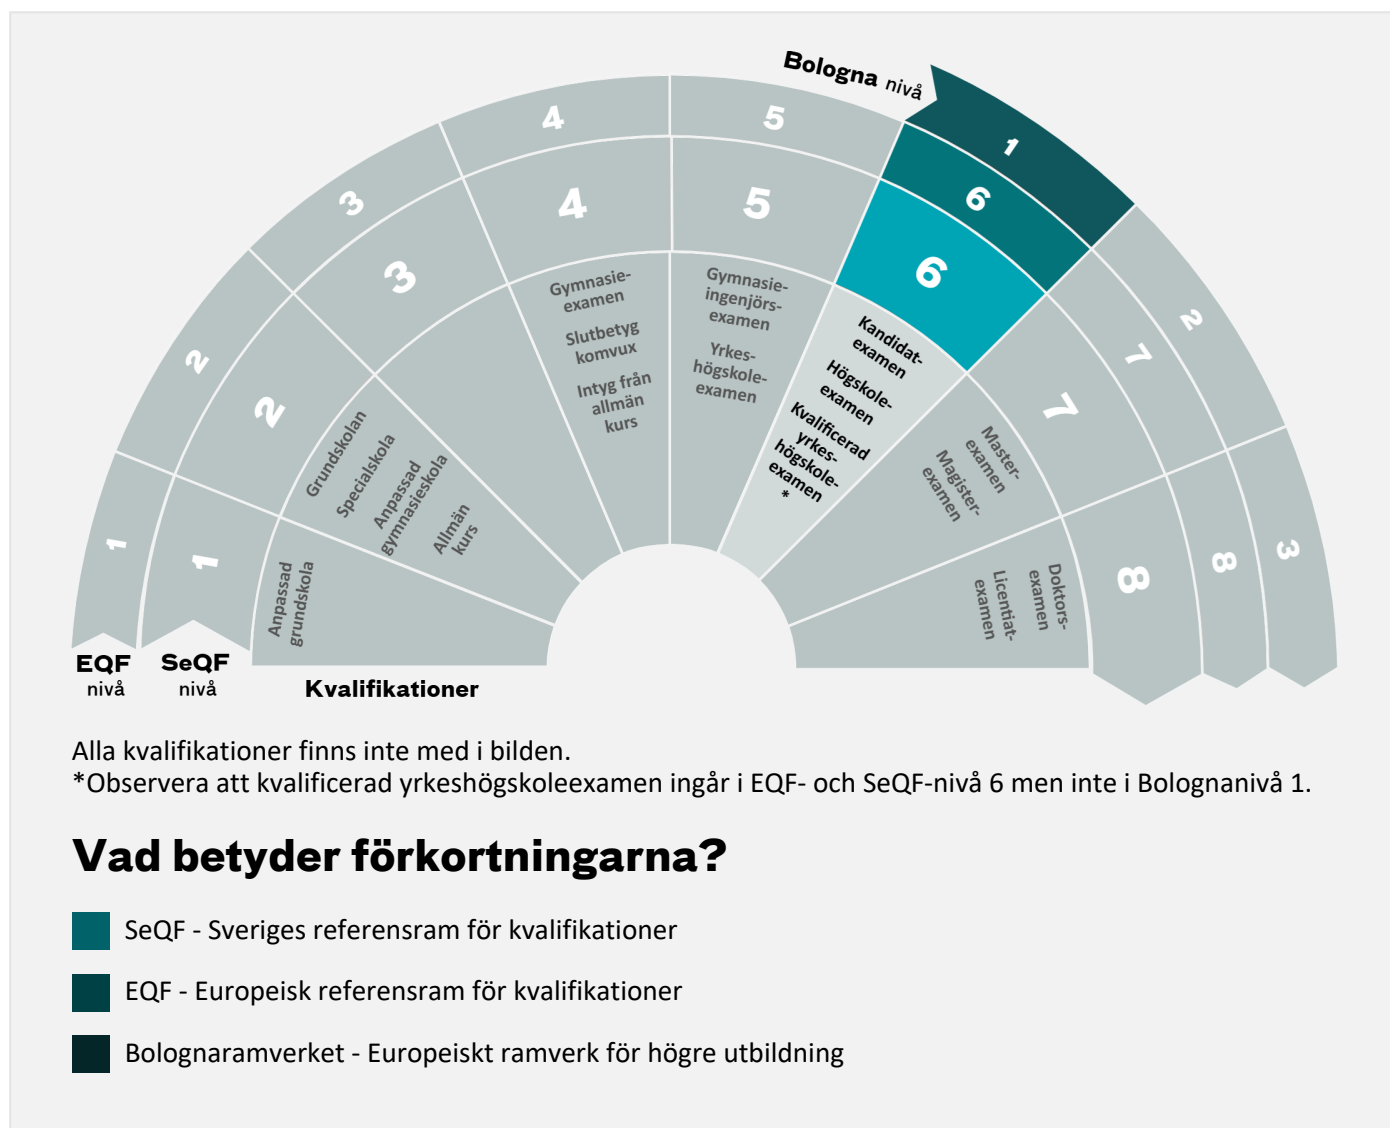 Bologna nivå
1
2
3
1
2
3
4
5
6
7
8
1
2
3
4
5
6
7
8
Anpassad
grundskola
Grundskolan
Specialskola
Anpassad
gymnasieskola
Allmän
kurs
Gymnasie-
examen
Slutbetyg
komvux
Intyg från
allmän
kurs
Gymnasie-
ingenjörs-
examen
Yrkes-
högskole-
examen
Kandidat-
examen
Högskole-
examen
Kvalificerad
yrkes-
högskole-
examen
*
Master-
examen
Magister-
examen
Doktors-
examen
Licentiat-
examen
EQF
nivå
SeQF
nivå
Kvalifikationer
Alla kvalifikationer finns inte med i bilden.
*Observera att kvalificerad yrkeshögskoleexamen ingår i EQF- och SeQF-nivå 6 men inte i Bolognanivå 1.
Vad betyder förkortningarna?
SeQF - Sveriges referensram för kvalifikationer
EQF - Europeisk referensram för kvalifikationer
Bolognaramverket - Europeiskt ramverk för högre utbildning